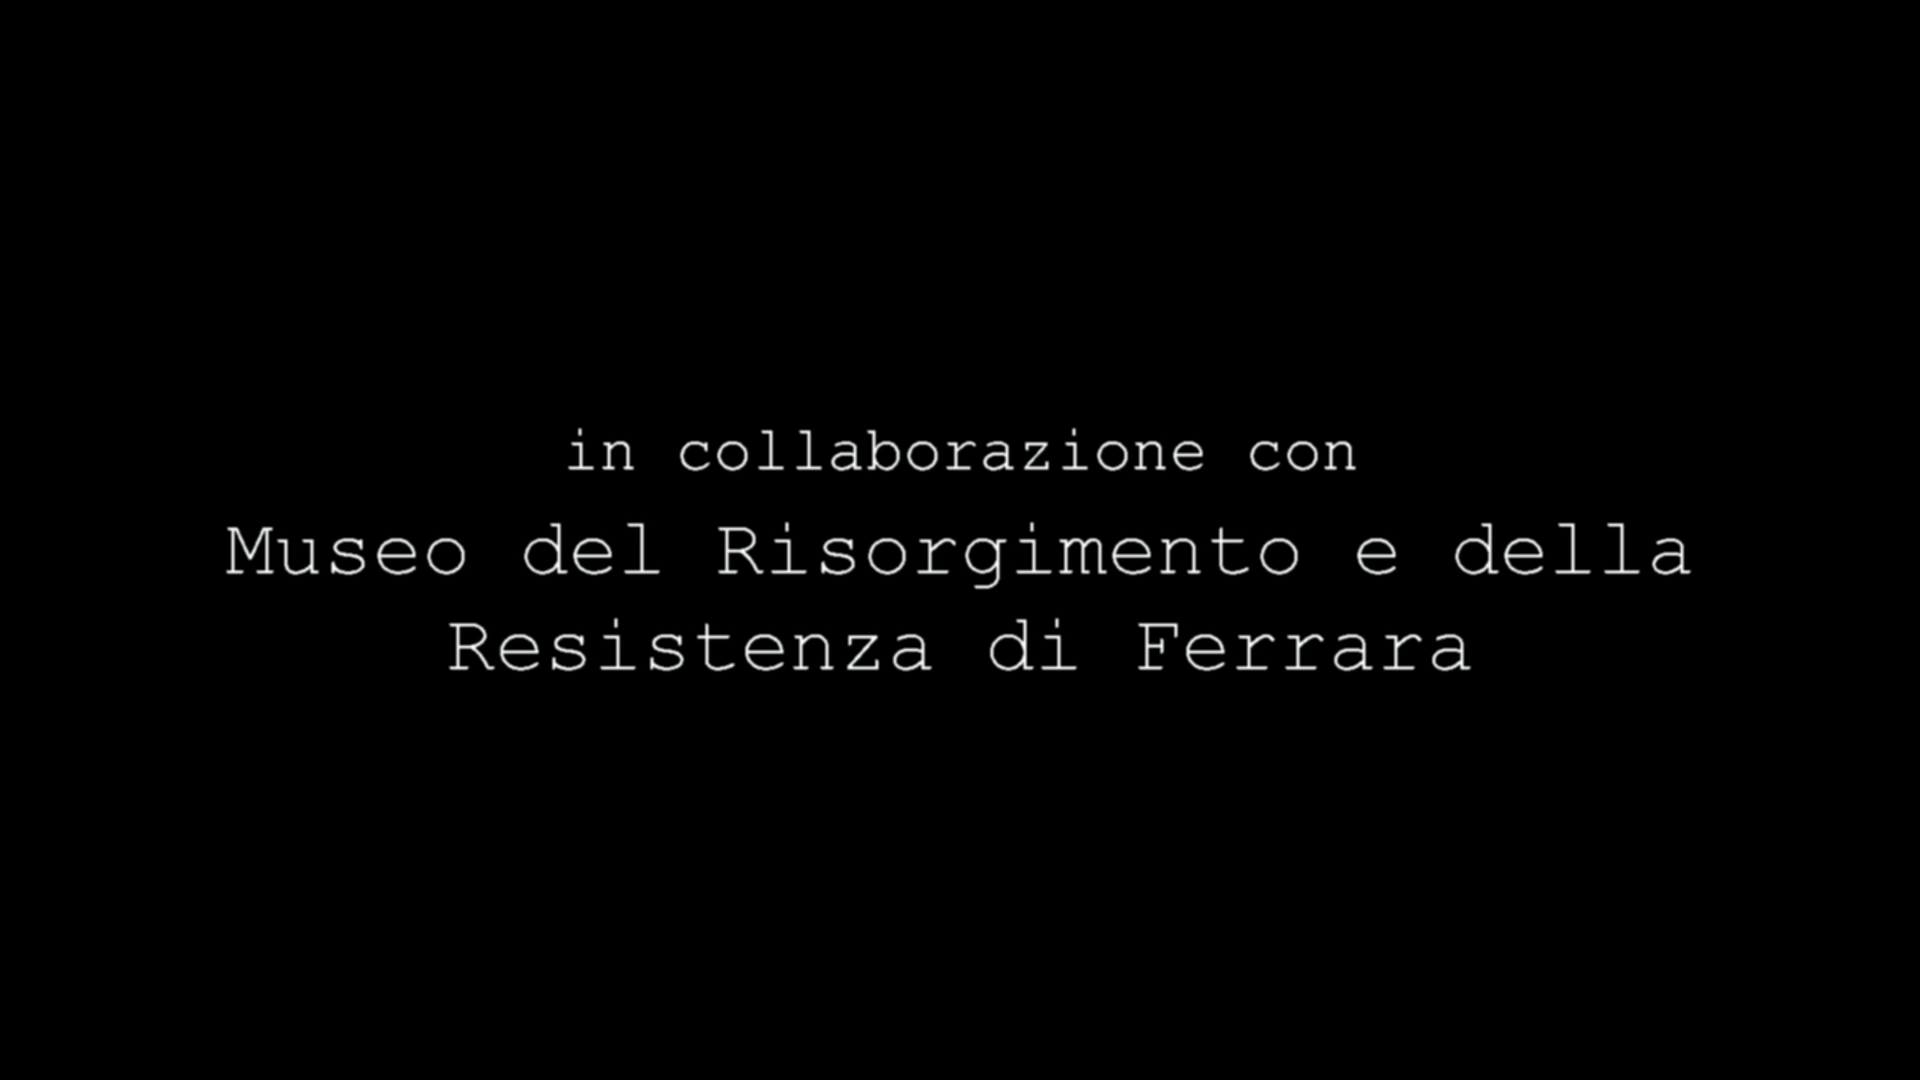 in collaborazione con
Museo del Risorgimento e della
Resistenza di Ferrara